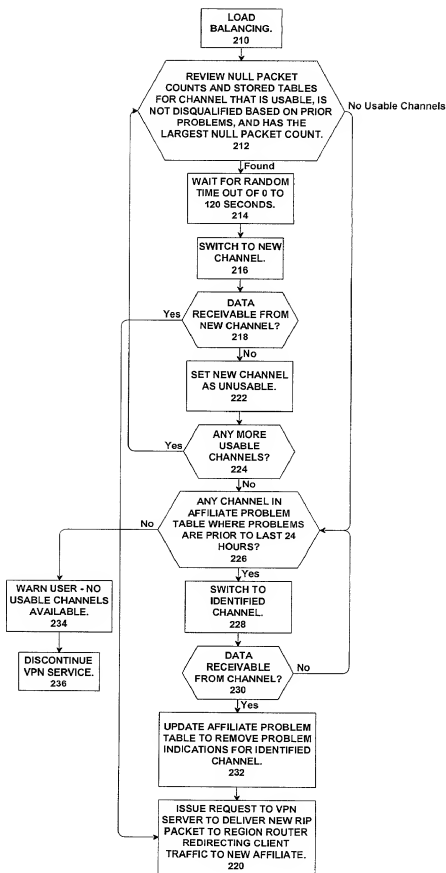 LOAD
BALANCING.
210
REVIEW NULL PACKET
COUNTS AND STORED TABLES
FOR CHANNEL THAT IS USABLE, IS
NOT DISQUALIFIED BASED ON PRIOR
PROBLEMS, AND HAS THE
LARGEST NULL PACKET COUNT.
212
No Usable Channels
Found
WAIT FOR RANDOM
TIME OUT OF 0 TO
120 SECONDS.
214
SWITCH TO NEW
CHANNEL.
216
DATA
RECEIVABLE FROM
NEW CHANNEL?
218
Yes
No
SET NEW CHANNEL
AS UNUSABLE.
222
ANY MORE
USABLE
CHANNELS?
224
Yes
No
ANY CHANNEL IN
AFFILIATE PROBLEM
TABLE WHERE PROBLEMS
ARE PRIOR TO LAST 24
HOURS?
226
No
Yes
WARN USER - NO
USABLE CHANNELS
AVAILABLE.
234
DISCONTINUE
VPN SERVICE.
236
SWITCH TO
IDENTIFIED
CHANNEL.
228
DATA
RECEIVABLE
FROM CHANNEL?
230
No
Yes
UPDATE AFFILIATE PROBLEM
TABLE TO REMOVE PROBLEM
INDICATIONS FOR IDENTIFIED
CHANNEL.
232
ISSUE REQUEST TO VPN
SERVER TO DELIVER NEW RIP
PACKET TO REGION ROUTER
REDIRECTING CLIENT
TRAFFIC TO NEW AFFILIATE.
220